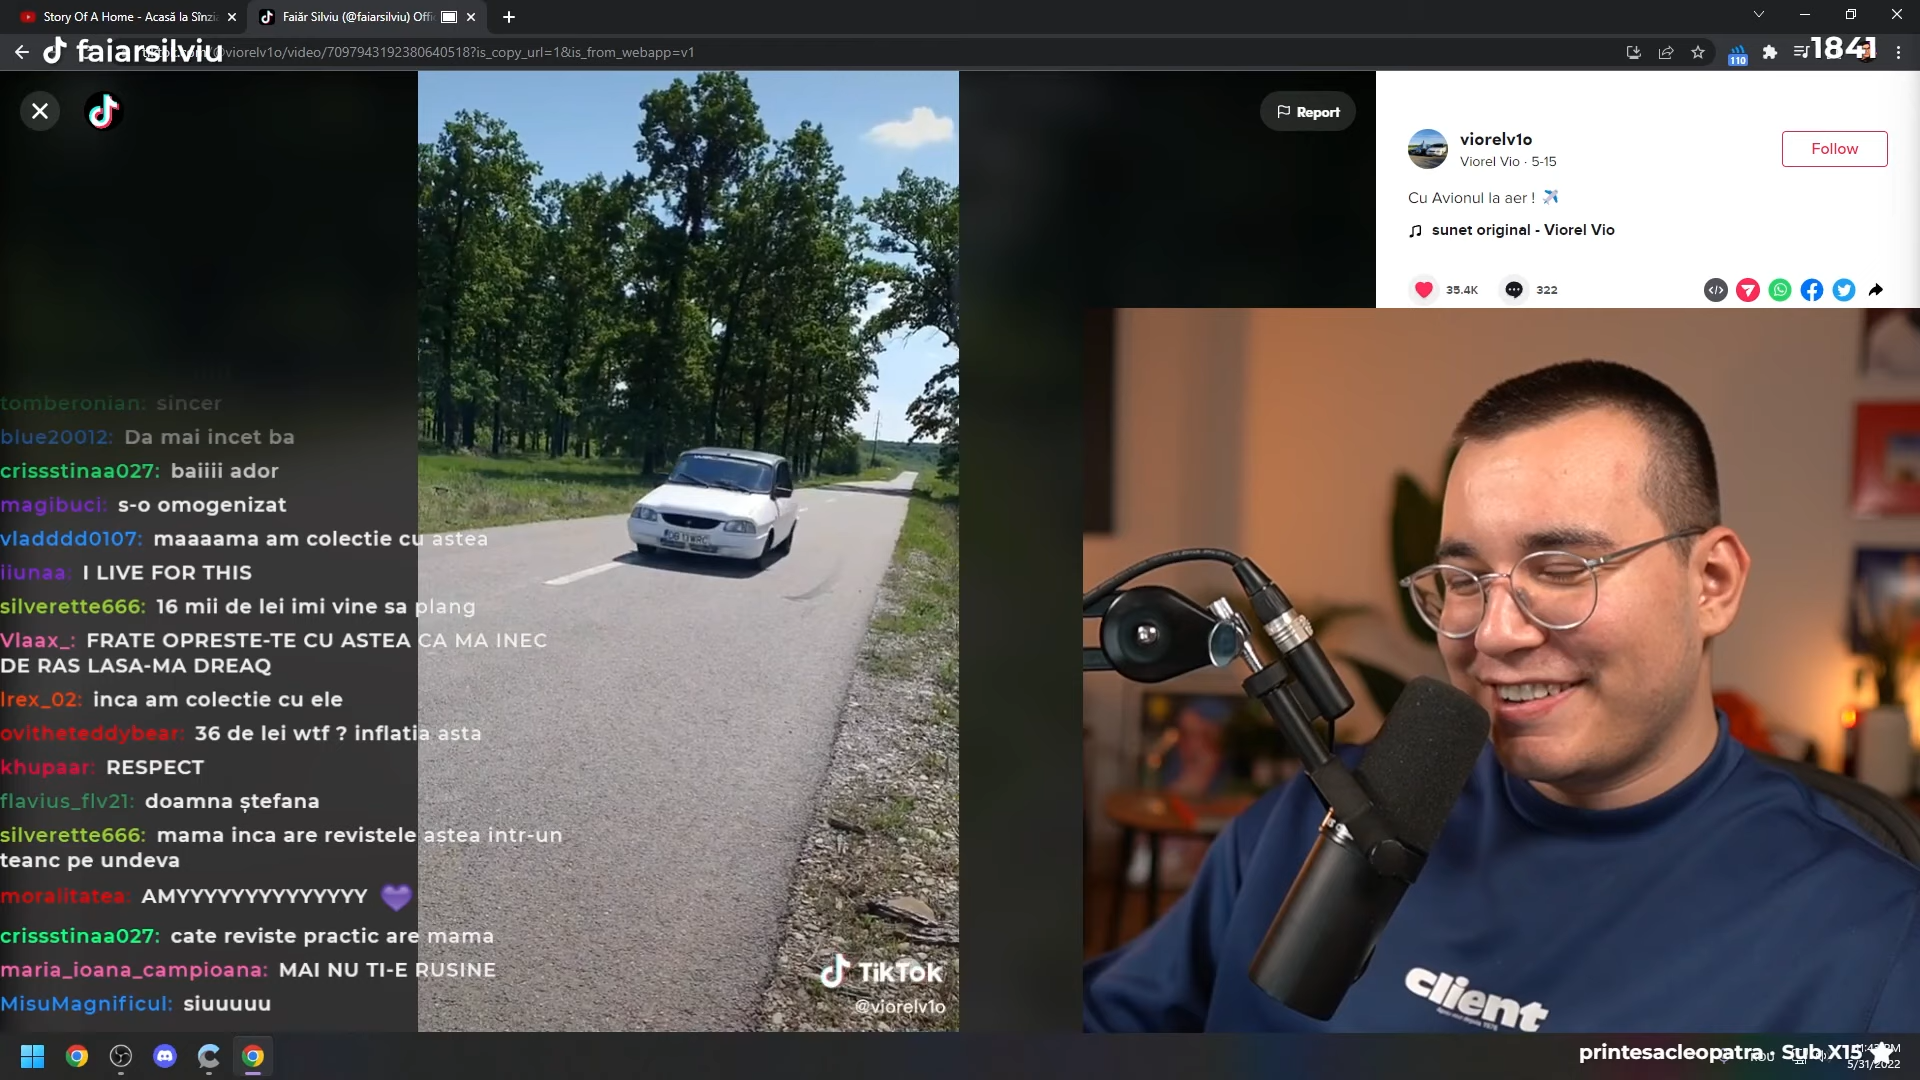 Story Of A Home - Acasă la Sînzi
Faiăr Silviu (@faiarsilviu) Offi
faiarsilviu
@viorelv1o/video/7097943192380640518?is_copy_url=1&is_from_webapp=v1
110
1841
Report
viorelv1o
Viorel Vio · 5-15
Follow
Cu Avionul la aer ! ✈️
sunet original - Viorel Vio
35.4K
322
tomberonian: sincer
blue20012: Da mai incet ba
crissstinaa027: baiiii ador
magibuci: s-o omogenizat
vladddd0107: maaaama am colectie cu astea
iiunaa: I LIVE FOR THIS
silverette666: 16 mii de lei imi vine sa plang
Vlaax_: FRATE OPRESTE-TE CU ASTEA CA MA INEC
DE RAS LASA-MA DREAQ
lrex_02: inca am colectie cu ele
ovitheteddybear: 36 de lei wtf ? inflatia asta
khupaar: RESPECT
flavius_flv21: doamna ștefana
silverette666: mama inca are revistele astea intr-un
teanc pe undeva
moralitatea: AMYYYYYYYYYYYYYY 💜
crissstinaa027: cate reviste practic are mama
maria_ioana_campioana: MAI NU TI-E RUSINE
MisuMagnificul: siuuuuu
TikTok
@viorelv1o
client
printesacleopatra - Sub X15
5/31/2022